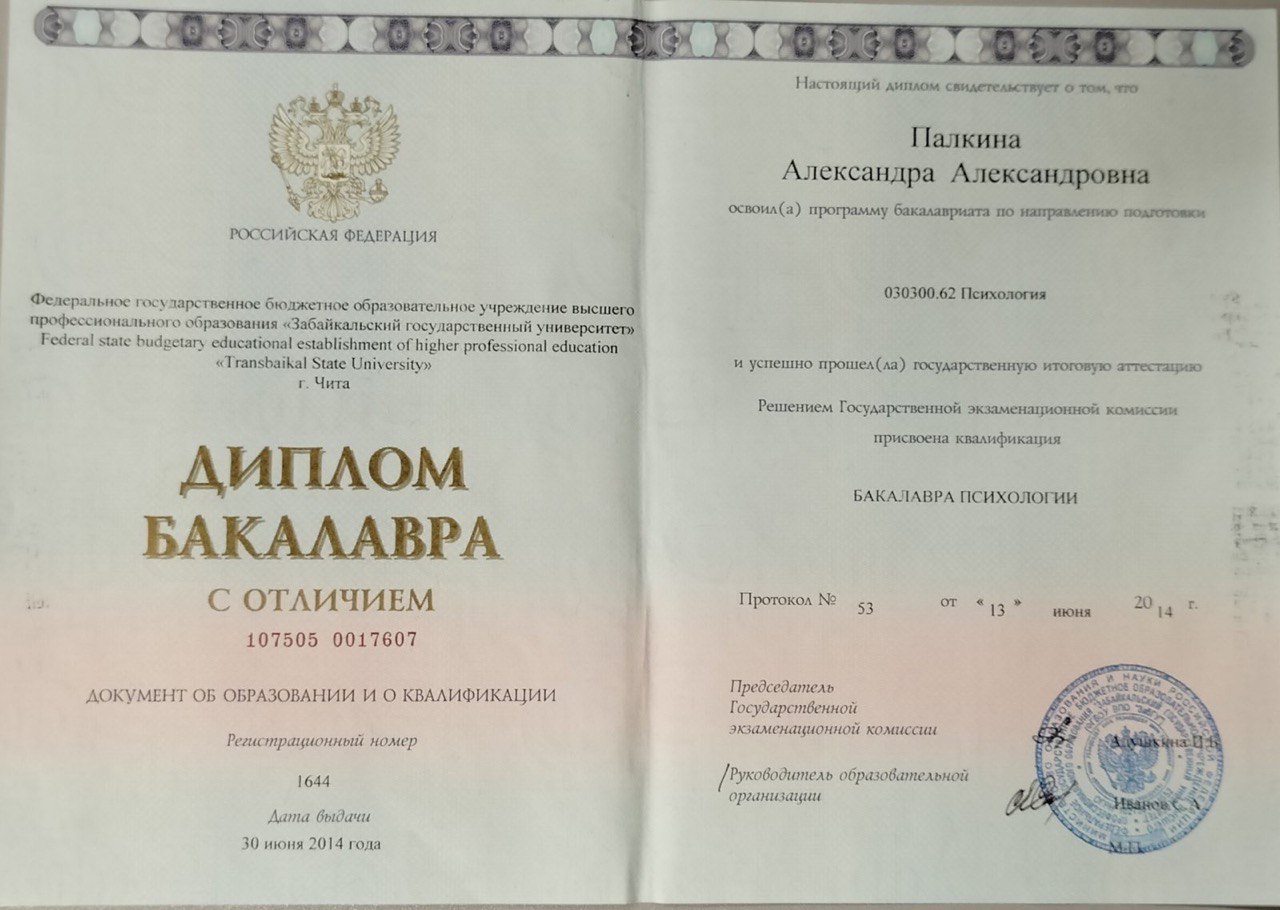 РОССИЙСКАЯ ФЕДЕРАЦИЯ
Федеральное государственное бюджетное образовательное учреждение высшего
профессионального образования «Забайкальский государственный университет»
Federal state budgetary educational establishment of higher professional education
«Transbaikal State University»
г. Чита
ДИПЛОМ
БАКАЛАВРА
С ОТЛИЧИЕМ
107505 0017607
ДОКУМЕНТ ОБ ОБРАЗОВАНИИ И О КВАЛИФИКАЦИИ
Регистрационный номер
1644
Дата выдачи
30 июня 2014 года
Настоящий диплом свидетельствует о том, что
Палкина
Александра Александровна
освоил(а) программу бакалавриата по направлению подготовки
030300.62 Психология
и успешно прошел(ла) государственную итоговую аттестацию
Решением Государственной экзаменационной комиссии
присвоена квалификация
БАКАЛАВРА ПСИХОЛОГИИ
Протокол № 53 от « 13 » июня 20 14 г.
Председатель
Государственной
экзаменационной комиссии
Руководитель образовательной
организации
Иванов С.А.
М.П.